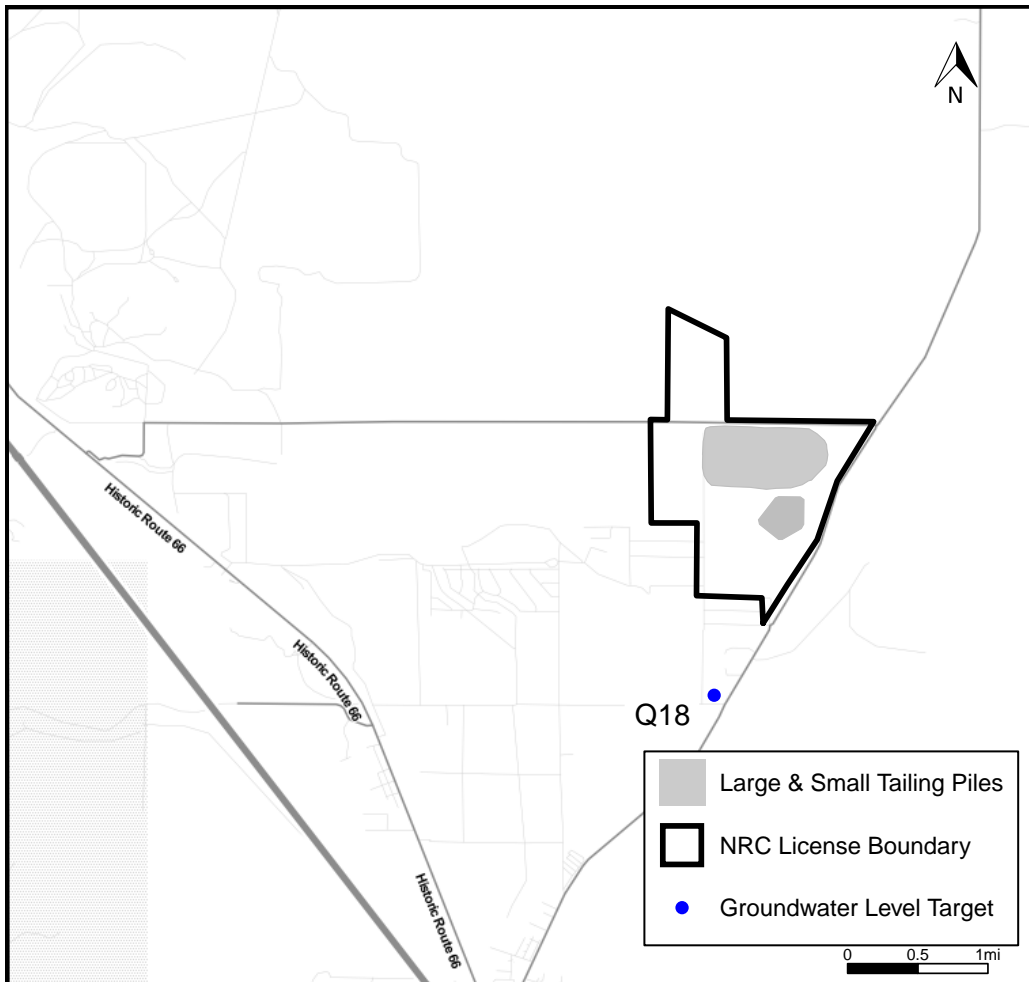 N
Historic Route 66
Historic Route 66
Q18
Historic Route 66
Large & Small Tailing Piles
NRC License Boundary
Groundwater Level Target
0 0.5 1mi